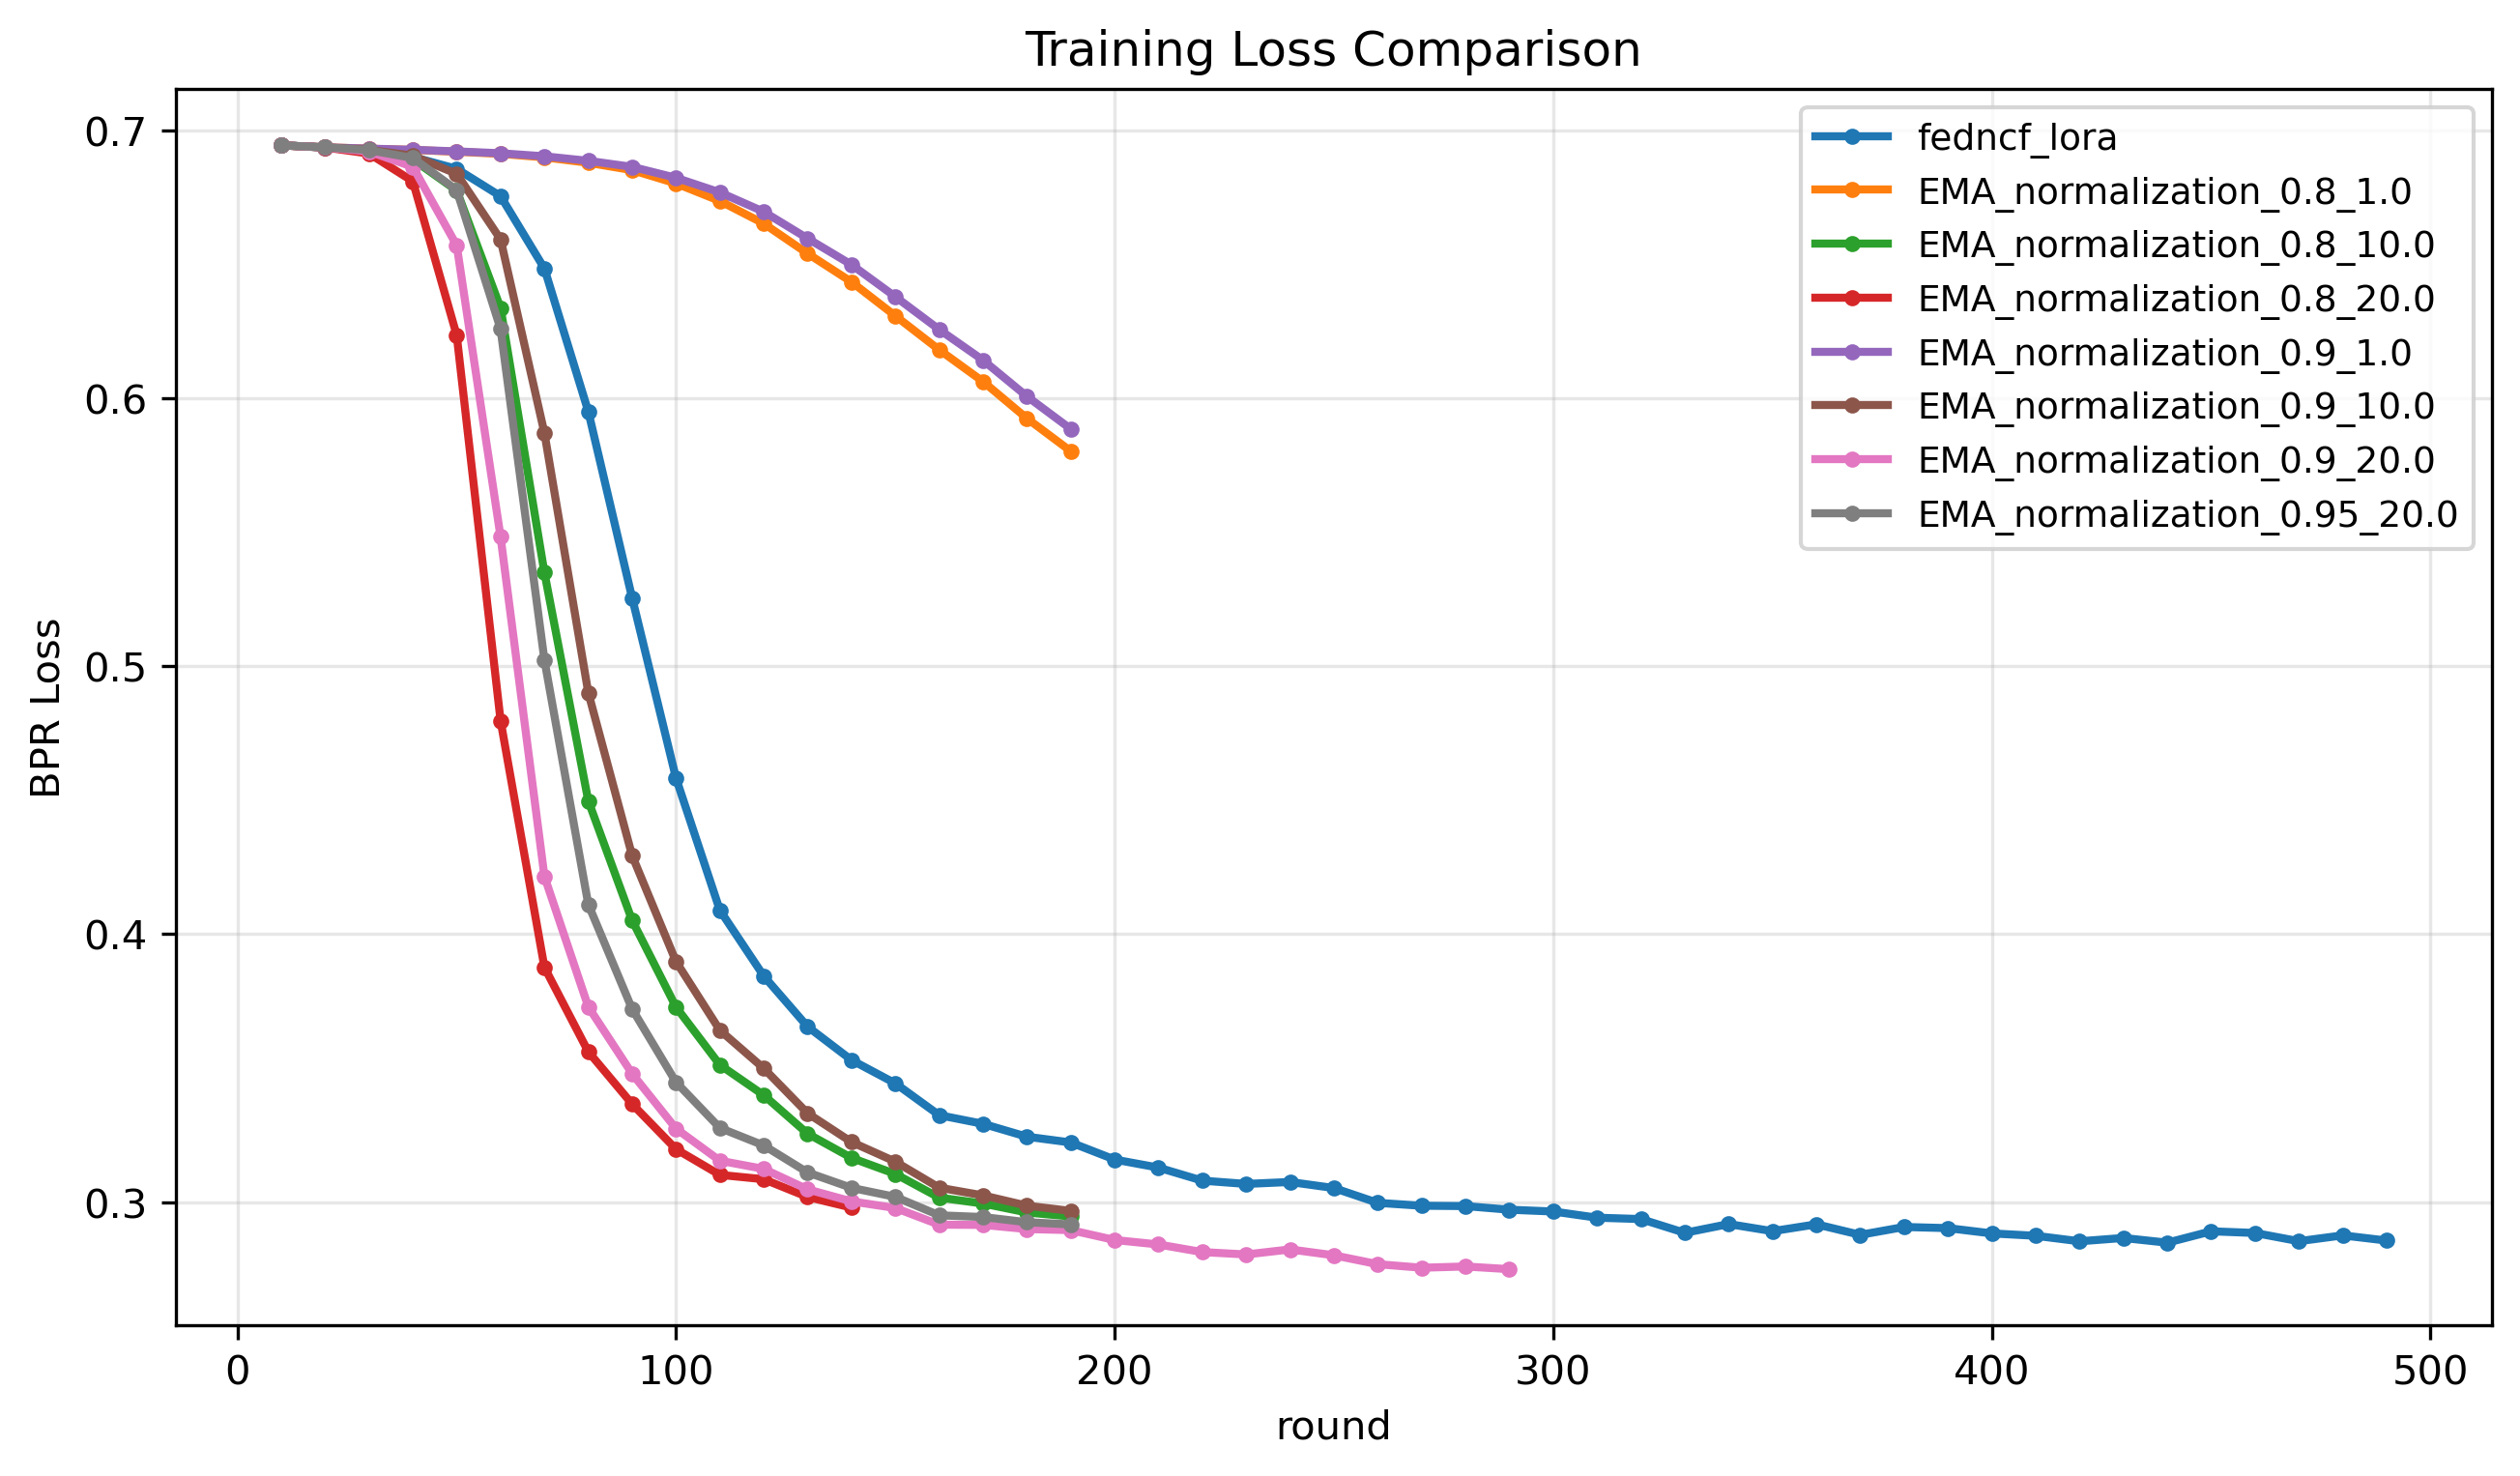 Training Loss Comparison
0.7
0.6
0.5
0.4
0.3
BPR Loss
fedncf_lora
EMA_normalization_0.8_1.0
EMA_normalization_0.8_10.0
EMA_normalization_0.8_20.0
EMA_normalization_0.9_1.0
EMA_normalization_0.9_10.0
EMA_normalization_0.9_20.0
EMA_normalization_0.95_20.0
0 100 200 300 400 500
round